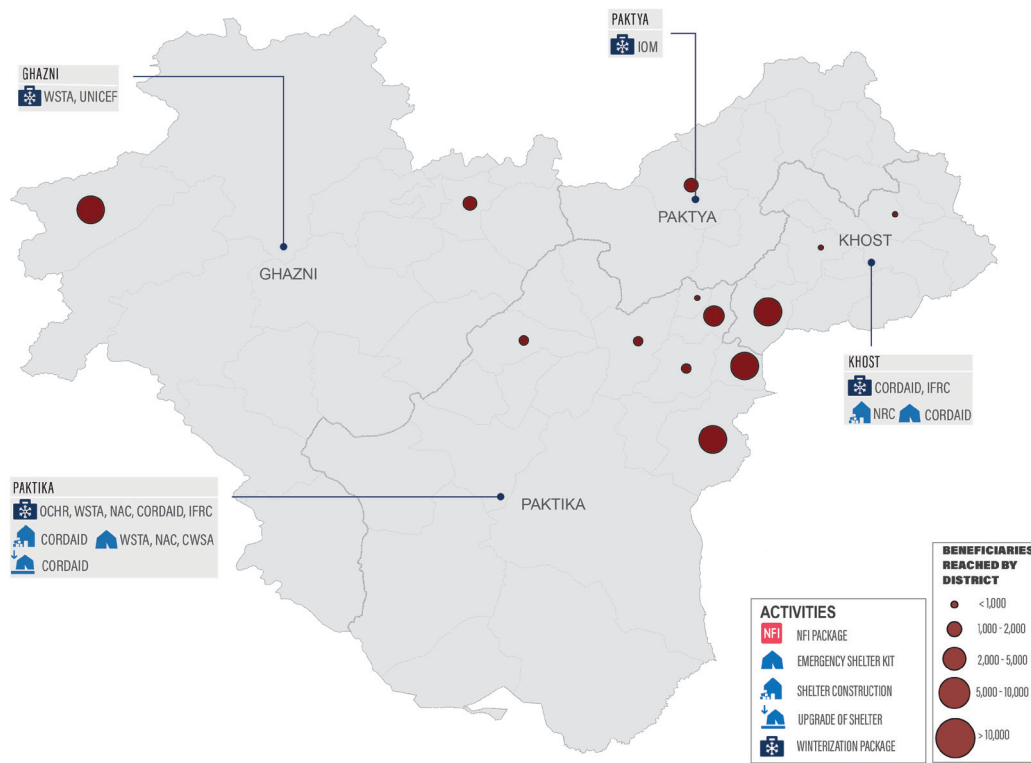 PAKTYA
IOM
GHAZNI
WSTA, UNICEF
PAKTYA
KHOST
GHAZNI
KHOST
CORDAID, IFRC
NRC CORDAID
PAKTIKA
OCHR, WSTA, NAC, CORDAID, IFRC
CORDAID WSTA, NAC, CWSA
CORDAID
PAKTIKA
ACTIVITIES
NFI NFI PACKAGE
EMERGENCY SHELTER KIT
SHELTER CONSTRUCTION
UPGRADE OF SHELTER
WINTERIZATION PACKAGE
BENEFICIARIES
REACHED BY
DISTRICT
< 1,000
1,000 - 2,000
2,000 - 5,000
5,000 - 10,000
> 10,000